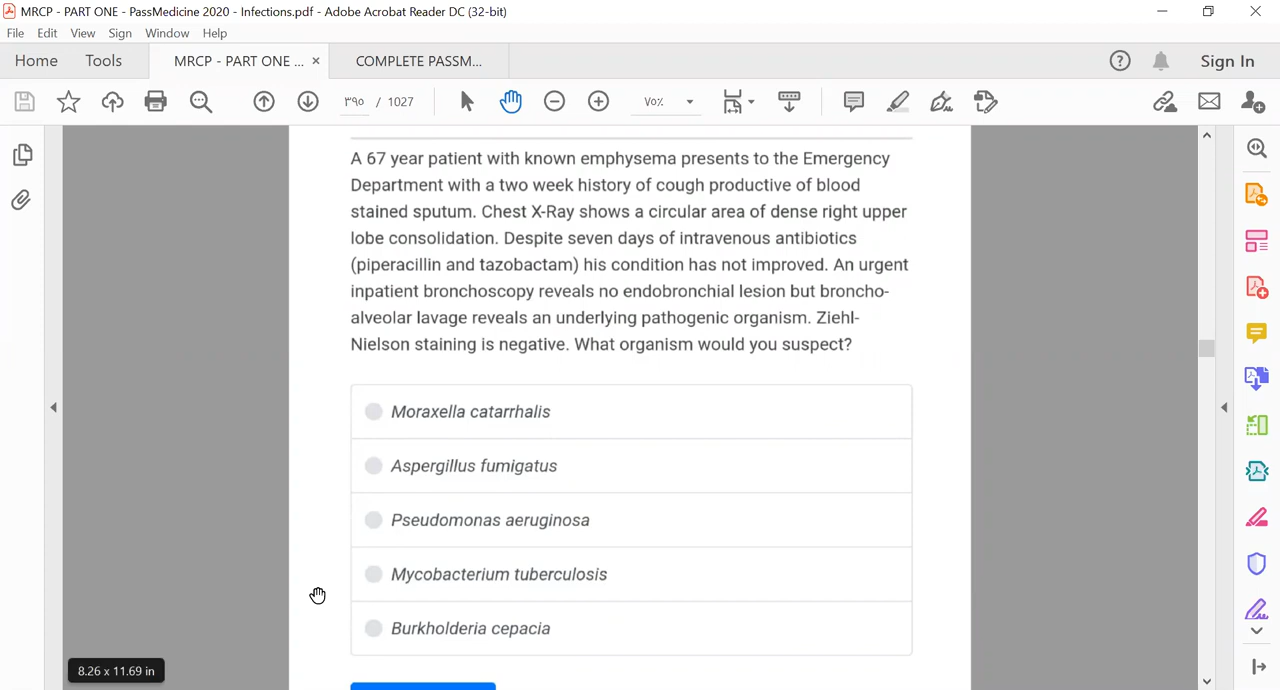 MRCP - PART ONE - PassMedicine 2020 - Infections.pdf - Adobe Acrobat Reader DC (32-bit)
File Edit View Sign Window Help
Home Tools MRCP - PART ONE ... × COMPLETE PASSM... Sign In
٣٩٥ / 1027 ٧٥٪
A 67 year patient with known emphysema presents to the Emergency
Department with a two week history of cough productive of blood
stained sputum. Chest X-Ray shows a circular area of dense right upper
lobe consolidation. Despite seven days of intravenous antibiotics
(piperacillin and tazobactam) his condition has not improved. An urgent
inpatient bronchoscopy reveals no endobronchial lesion but broncho-
alveolar lavage reveals an underlying pathogenic organism. Ziehl-
Nielson staining is negative. What organism would you suspect?
Moraxella catarrhalis
Aspergillus fumigatus
Pseudomonas aeruginosa
Mycobacterium tuberculosis
Burkholderia cepacia
8.26 x 11.69 in